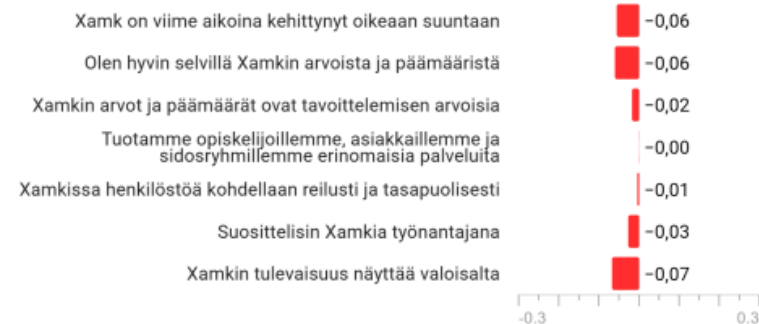 Xamk on viime aikoina kehittynyt oikeaan suuntaan −0,06
Olen hyvin selvillä Xamkin arvoista ja päämääristä −0,06
Xamkin arvot ja päämäärät ovat tavoittelemisen arvoisia −0,02
Tuotamme opiskelijoillemme, asiakkaillemme ja
sidosryhmillemme erinomaisia palveluita −0,00
Xamkissa henkilöstöä kohdellaan reilusti ja tasapuolisesti −0,01
Suosittelisin Xamkia työnantajana −0,03
Xamkin tulevaisuus näyttää valoisalta −0,07
-0.3 0.3